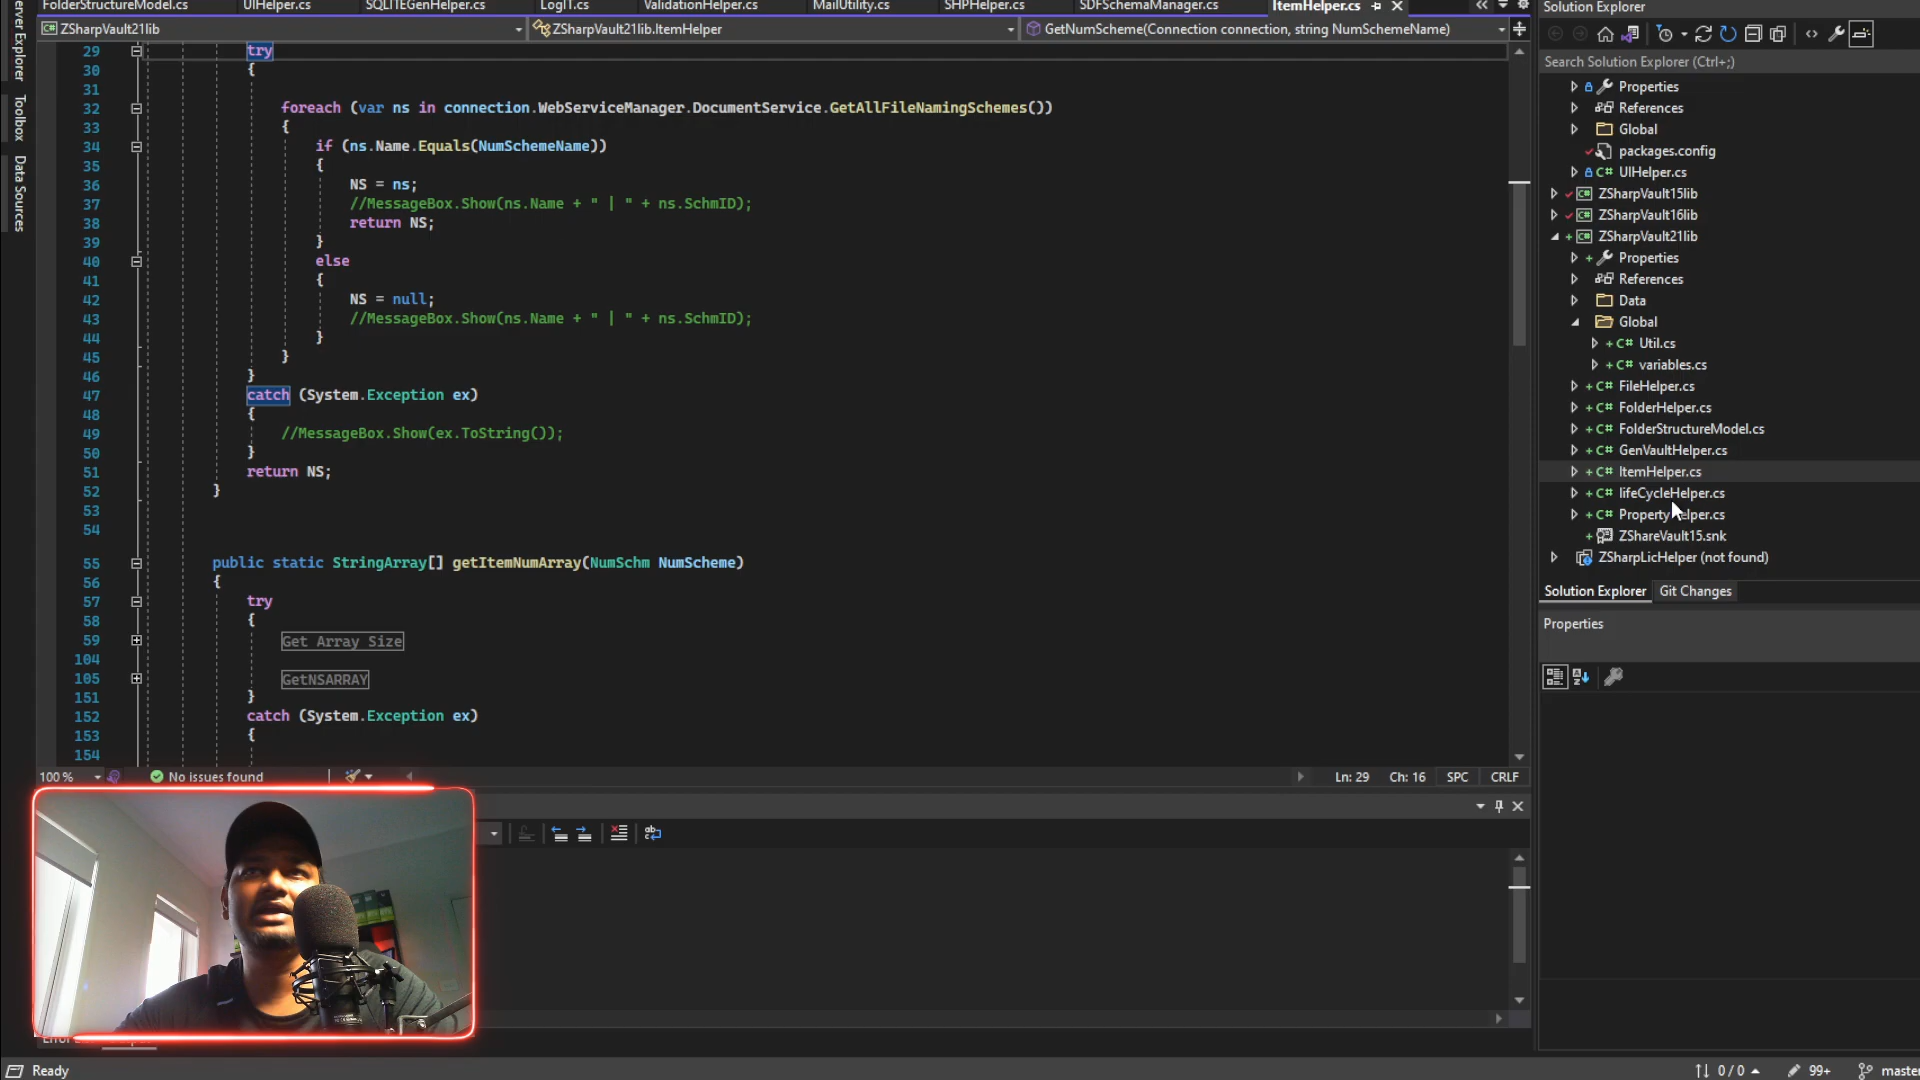 FolderStructureModel.cs UIHelper.cs SQLITEGenHelper.cs LogIT.cs ValidationHelper.cs MailUtility.cs SHPHelper.cs SDFSchemaManager.cs ItemHelper.cs
ZSharpVault21lib ZSharpVault21lib.ItemHelper GetNumScheme(Connection connection, string NumSchemeName)
29 try
30 {
31
32 foreach (var ns in connection.WebServiceManager.DocumentService.GetAllFileNamingSchemes())
33 {
34 if (ns.Name.Equals(NumSchemeName))
35 {
36 NS = ns;
37 //MessageBox.Show(ns.Name + " | " + ns.SchmID);
38 return NS;
39 }
40 else
41 {
42 NS = null;
43 //MessageBox.Show(ns.Name + " | " + ns.SchmID);
44 }
45 }
46 }
47 catch (System.Exception ex)
48 {
49 //MessageBox.Show(ex.ToString());
50 }
51 return NS;
52 }
53
54
55 public static StringArray[] getItemNumArray(NumSchm NumScheme)
56 {
57 try
58 {
59 Get Array Size
104
105 GetNSARRAY
151 }
152 catch (System.Exception ex)
153 {
154
100 % No issues found Ln: 29 Ch: 16 SPC CRLF
Explorer
Toolbox
Data Sources
Solution Explorer
Search Solution Explorer (Ctrl+;)
Properties
References
Global
packages.config
C# UIHelper.cs
C# ZSharpVault15lib
C# ZSharpVault16lib
C# ZSharpVault21lib
+ Properties
References
Data
Global
+ C# Util.cs
+ C# variables.cs
+ C# FileHelper.cs
+ C# FolderHelper.cs
+ C# FolderStructureModel.cs
+ C# GenVaultHelper.cs
+ C# ItemHelper.cs
+ C# lifeCycleHelper.cs
+ C# PropertyHelper.cs
+ ZShareVault15.snk
ZSharpLicHelper (not found)
Solution Explorer Git Changes
Properties
Ready 0 / 0 99+ master